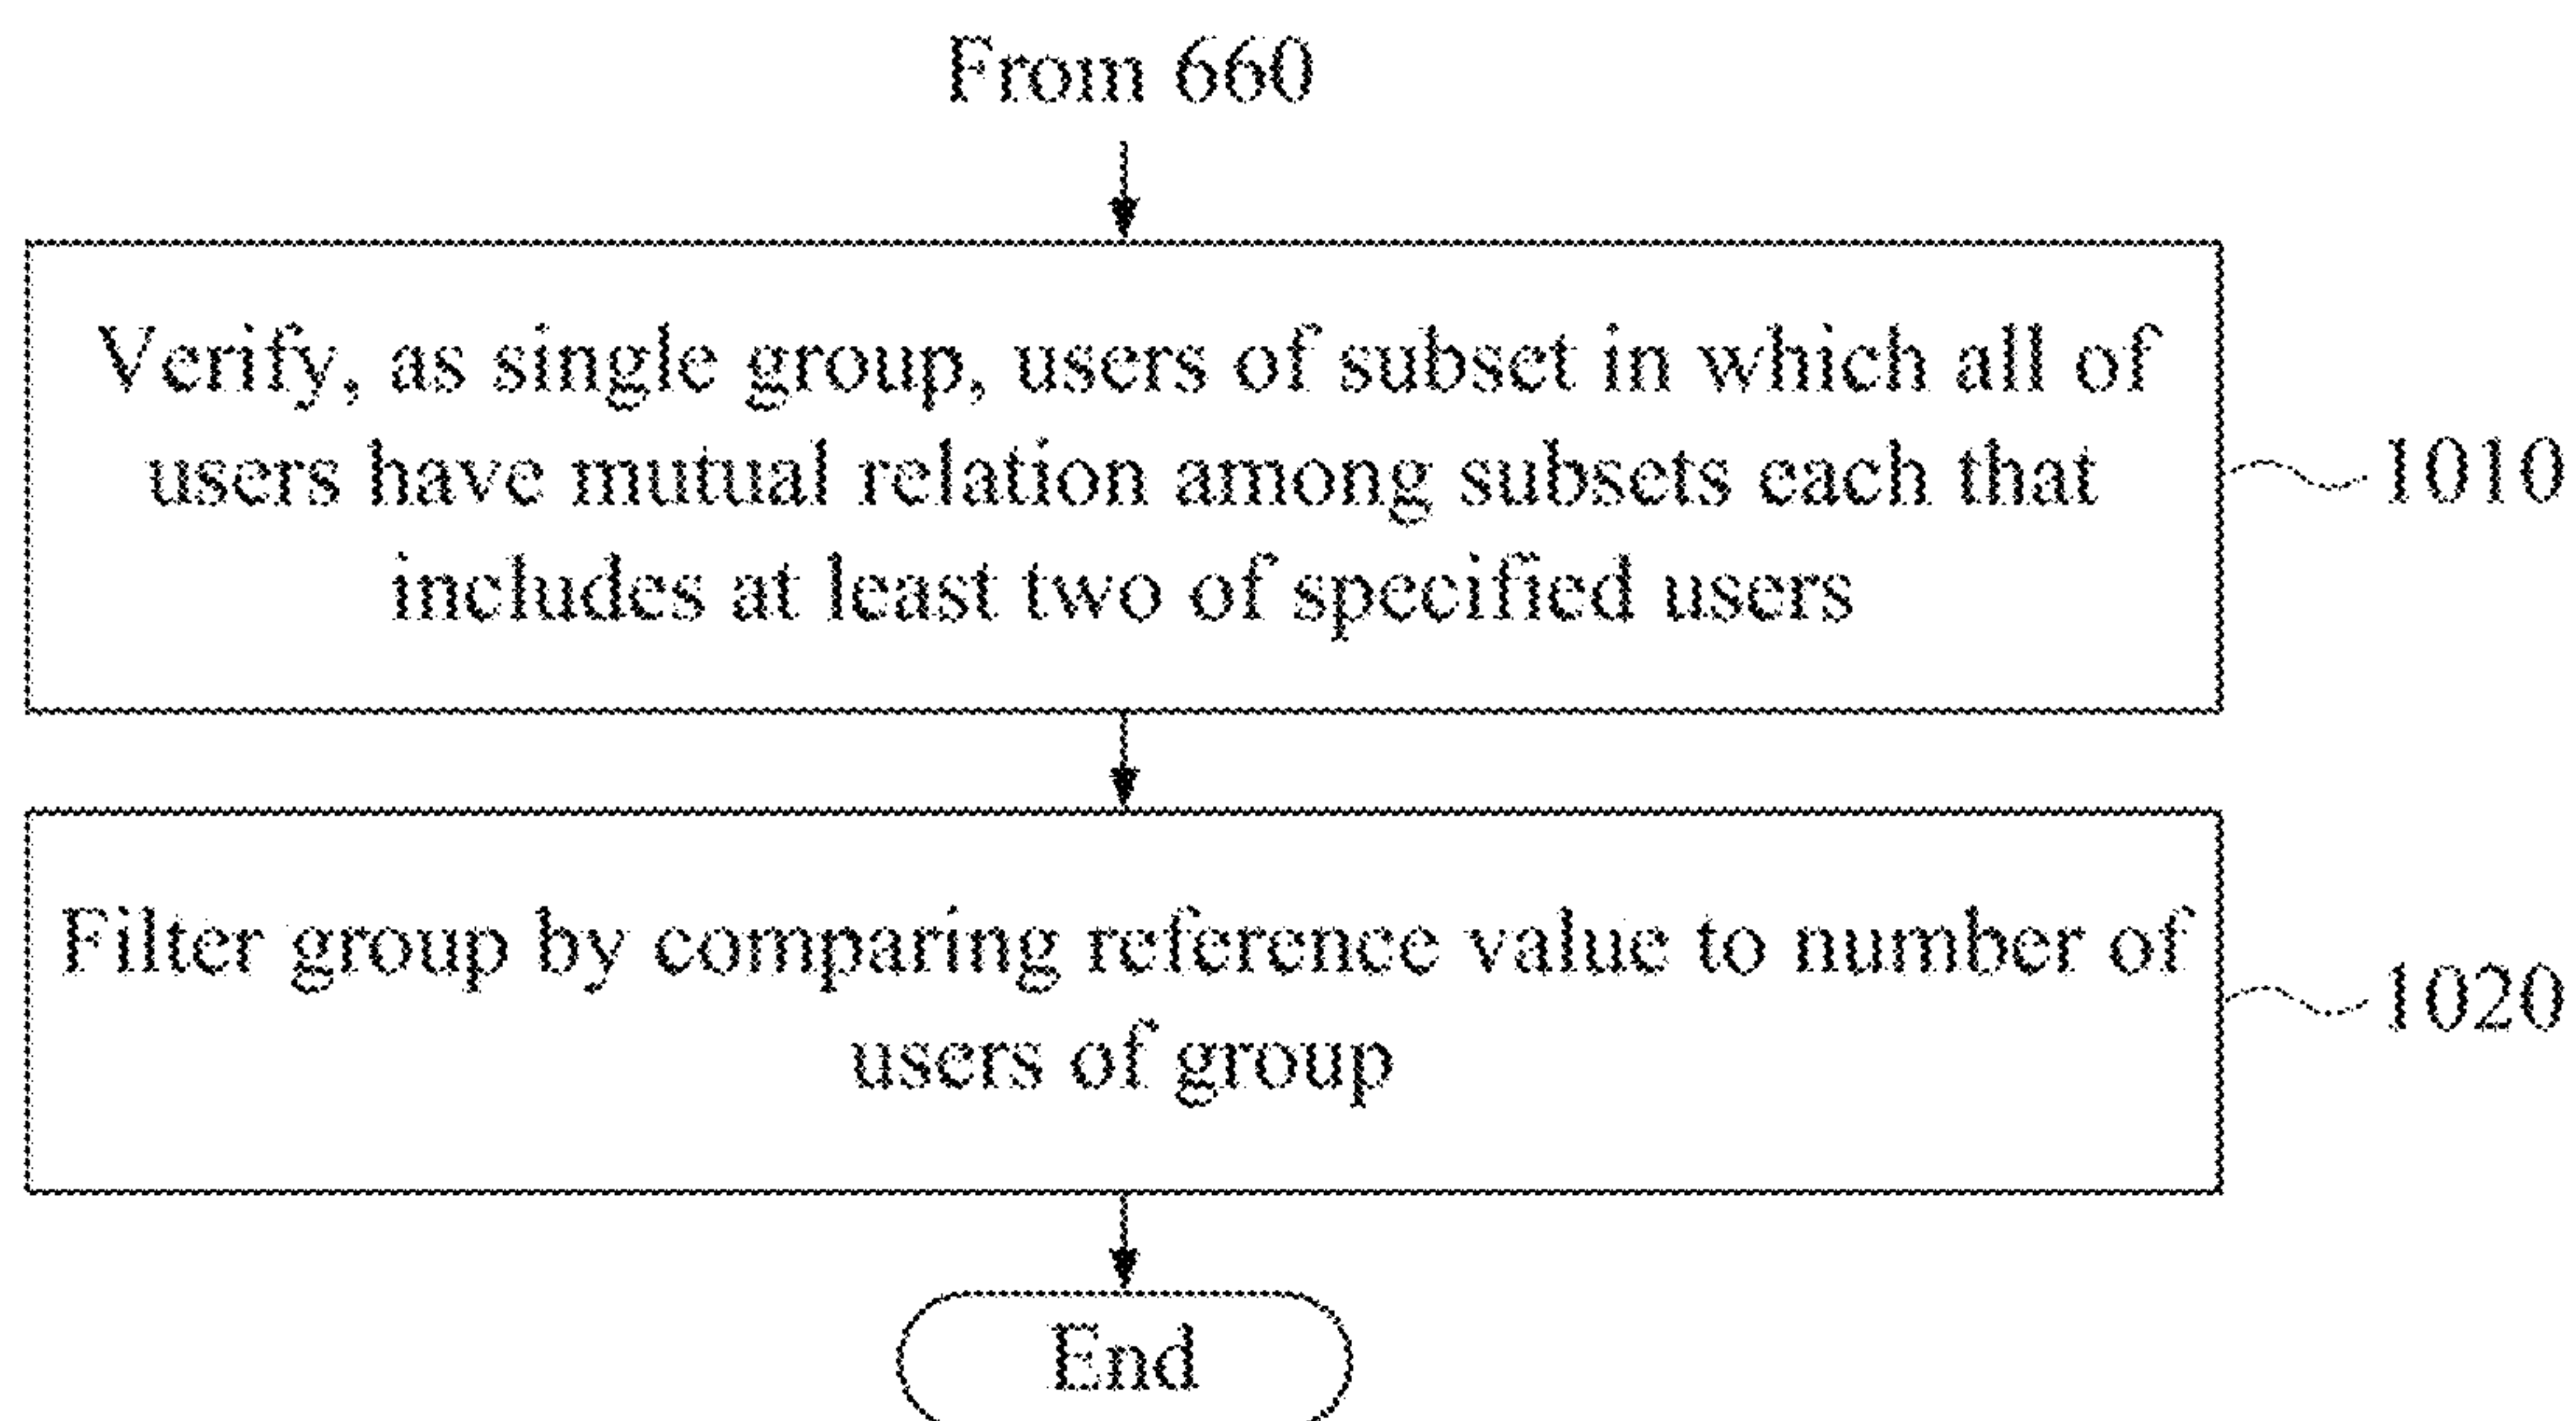 From 660
Verify, as single group, users of subset in which all of
users have mutual relation among subsets each that
includes at least two of specified users
1010
Filter group by comparing reference value to number of
users of group
1020
End